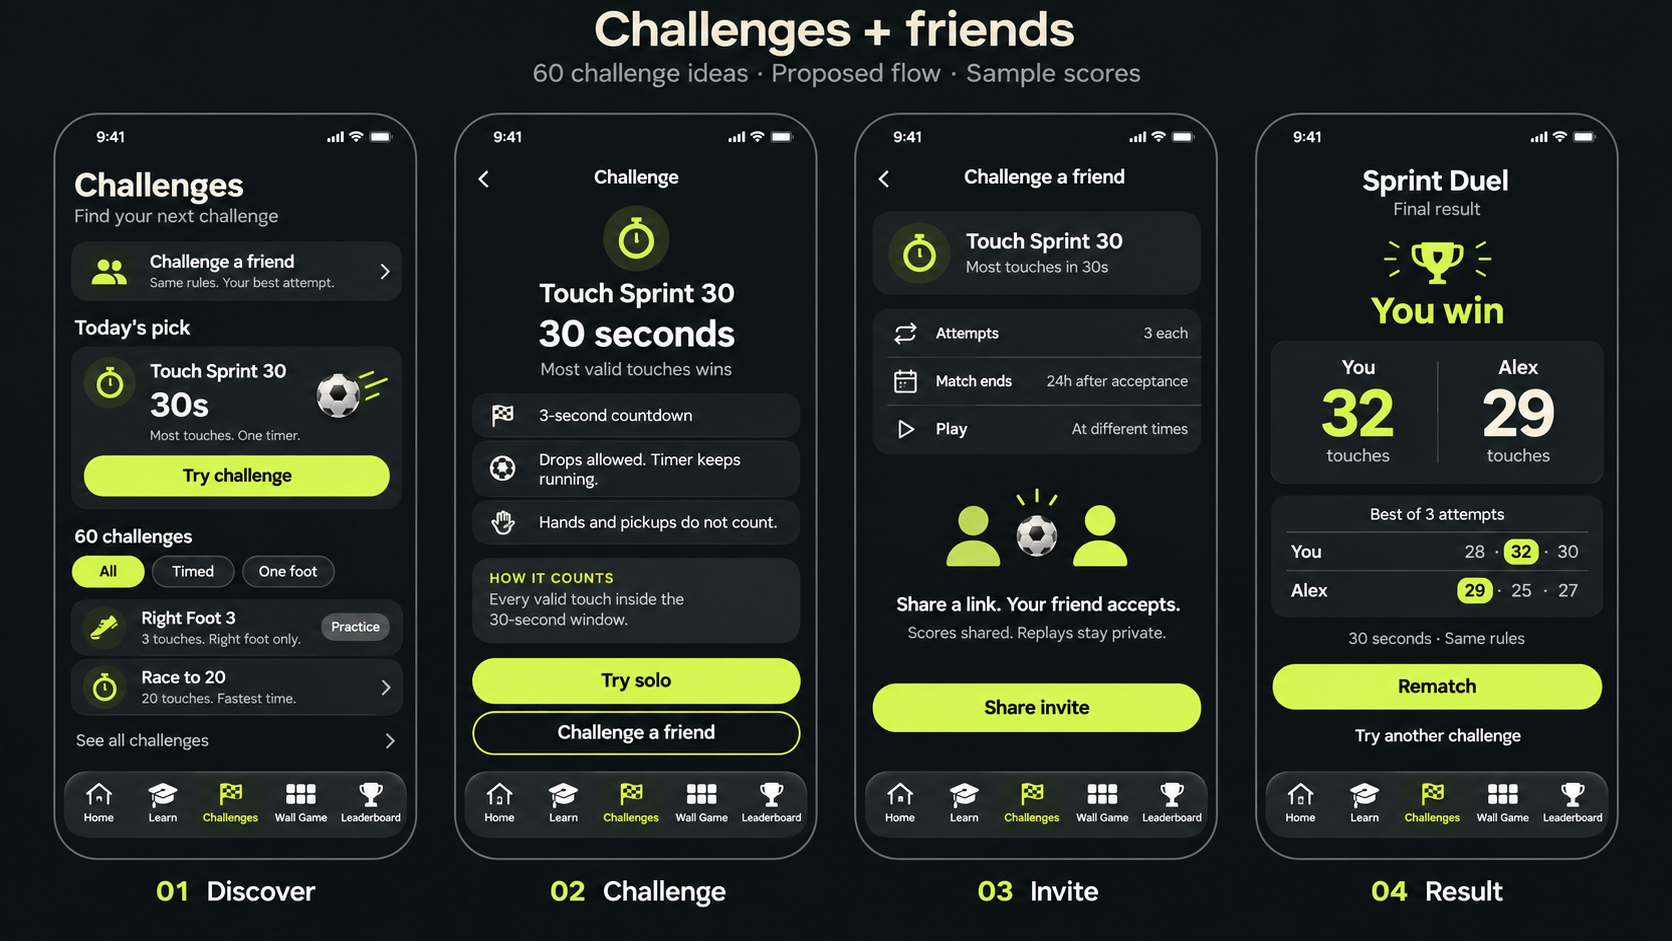 Challenges + friends
60 challenge ideas · Proposed flow · Sample scores
9:41
Challenges
Find your next challenge
Challenge a friend
Same rules. Your best attempt.
Today's pick
Touch Sprint 30
30s
Most touches. One timer.
Try challenge
60 challenges
All
Timed
One foot
Right Foot 3
3 touches. Right foot only.
Practice
Race to 20
20 touches. Fastest time.
See all challenges
Home
Learn
Challenges
Wall Game
Leaderboard
01 Discover
9:41
Challenge
Touch Sprint 30
30 seconds
Most valid touches wins
3-second countdown
Drops allowed. Timer keeps
running.
Hands and pickups do not count.
HOW IT COUNTS
Every valid touch inside the
30-second window.
Try solo
Challenge a friend
Home
Learn
Challenges
Wall Game
Leaderboard
02 Challenge
9:41
Challenge a friend
Touch Sprint 30
Most touches in 30s
Attempts 3 each
Match ends 24h after acceptance
Play At different times
Share a link. Your friend accepts.
Scores shared. Replays stay private.
Share invite
Home
Learn
Challenges
Wall Game
Leaderboard
03 Invite
9:41
Sprint Duel
Final result
You win
You
32
touches
Alex
29
touches
Best of 3 attempts
You 28 · 32 · 30
Alex 29 · 25 · 27
30 seconds · Same rules
Rematch
Try another challenge
Home
Learn
Challenges
Wall Game
Leaderboard
04 Result